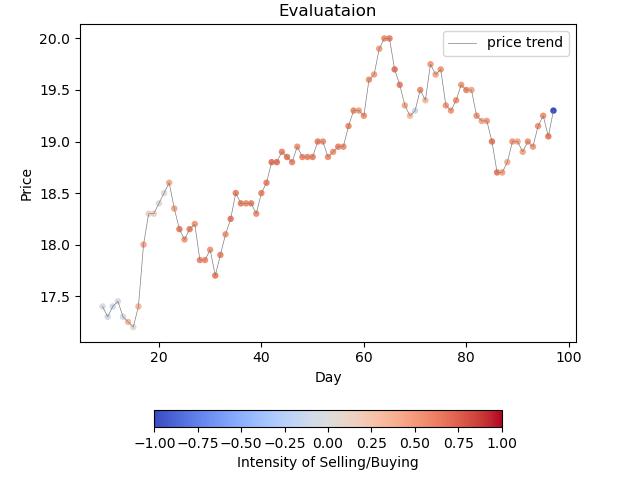 Evaluataion
price trend
20.0
19.5
19.0
18.5
18.0
17.5
Price
20 40 60 80 100
Day
−1.00 −0.75 −0.50 −0.25 0.00 0.25 0.50 0.75 1.00
Intensity of Selling/Buying